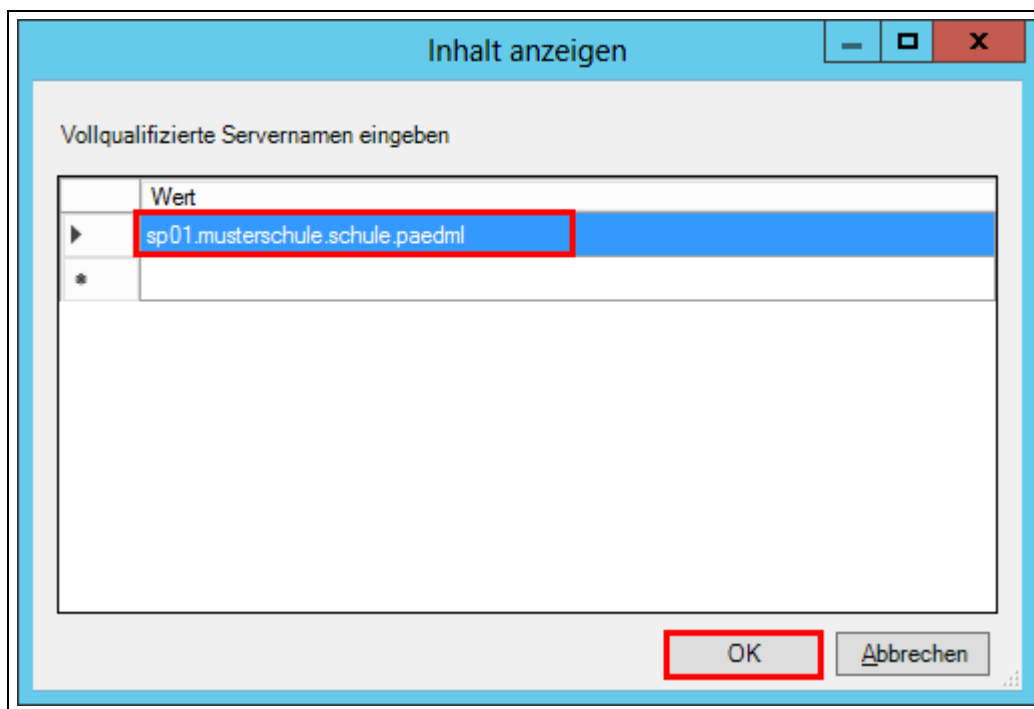 Inhalt anzeigen
Vollqualifizierte Servernamen eingeben
Wert
sp01.musterschule.schule.paedml
OK
Abbrechen